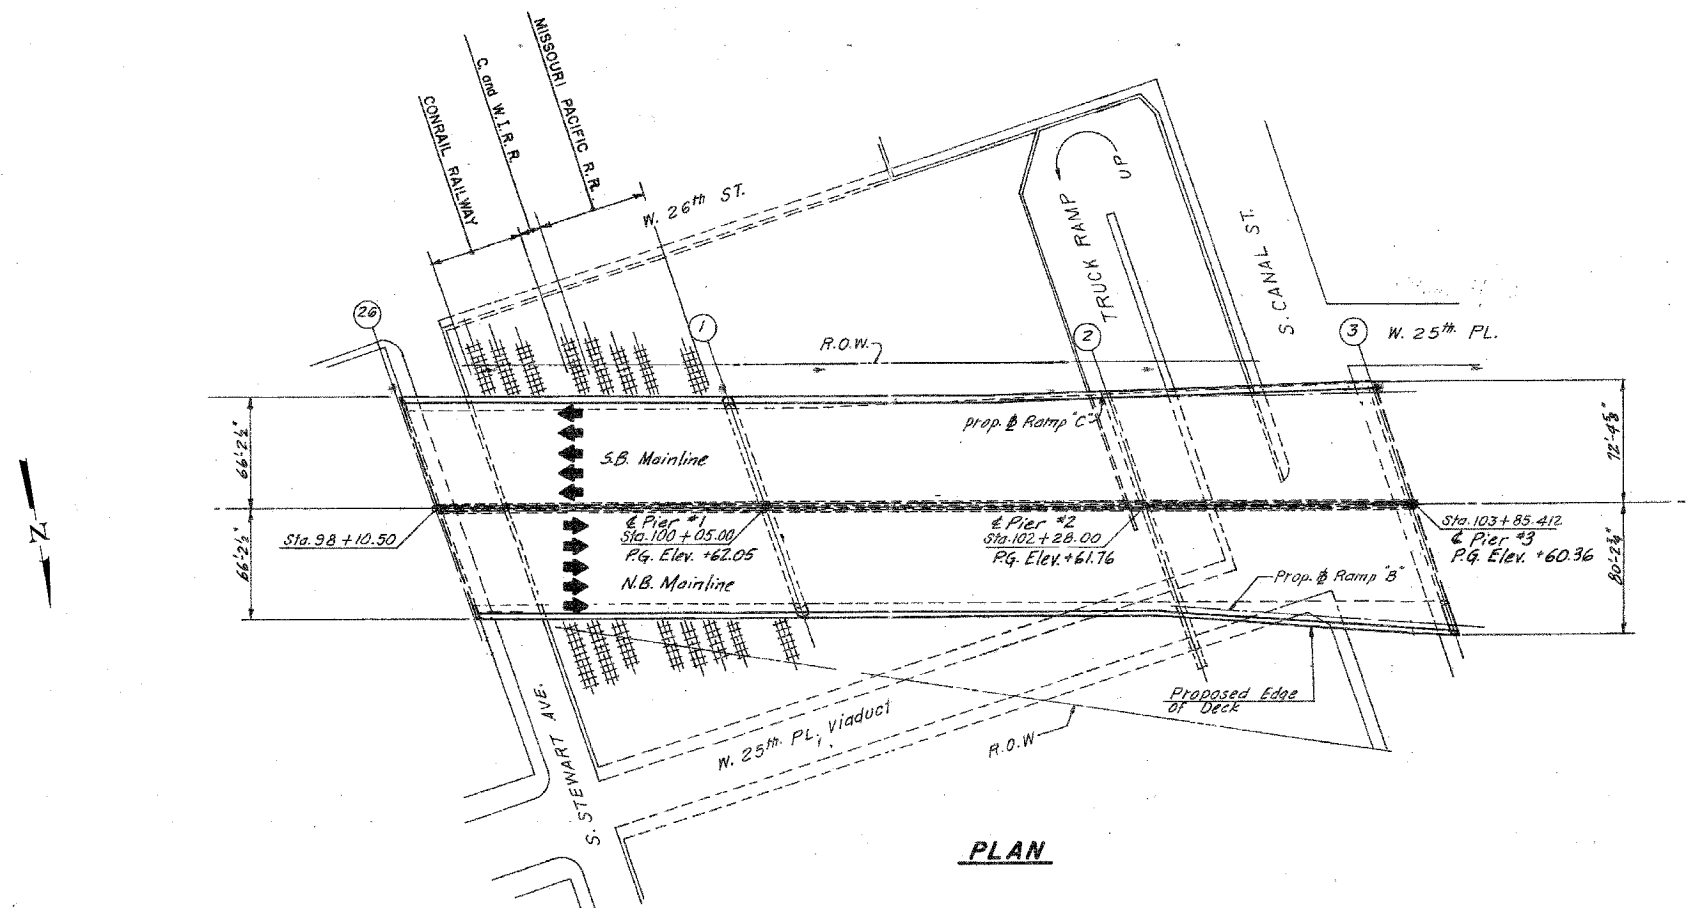 MISSOURI PACIFIC R.R.
C. and W.I.R.R.
CONRAIL RAILWAY
W. 26th ST.
UP
TRUCK RAMP
S. CANAL ST.
26
1
2
3
W. 25th. PL.
R.O.W.
Prop. ₧ Ramp "C"
66'-2½"
S.B. Mainline
72'-4⅝"
Sta. 98+10.50
℄ Pier #1
Sta. 100+05.00
P.G. Elev. +62.05
℄ Pier #2
Sta. 102+28.00
P.G. Elev. +61.76
Sta. 103+85.412
℄ Pier #3
P.G. Elev. +60.36
66'-2½"
N.B. Mainline
Prop. Ramp "B"
Proposed Edge
of Deck
N
S. STEWART AVE.
W. 25th. PL. Viaduct
R.O.W
PLAN